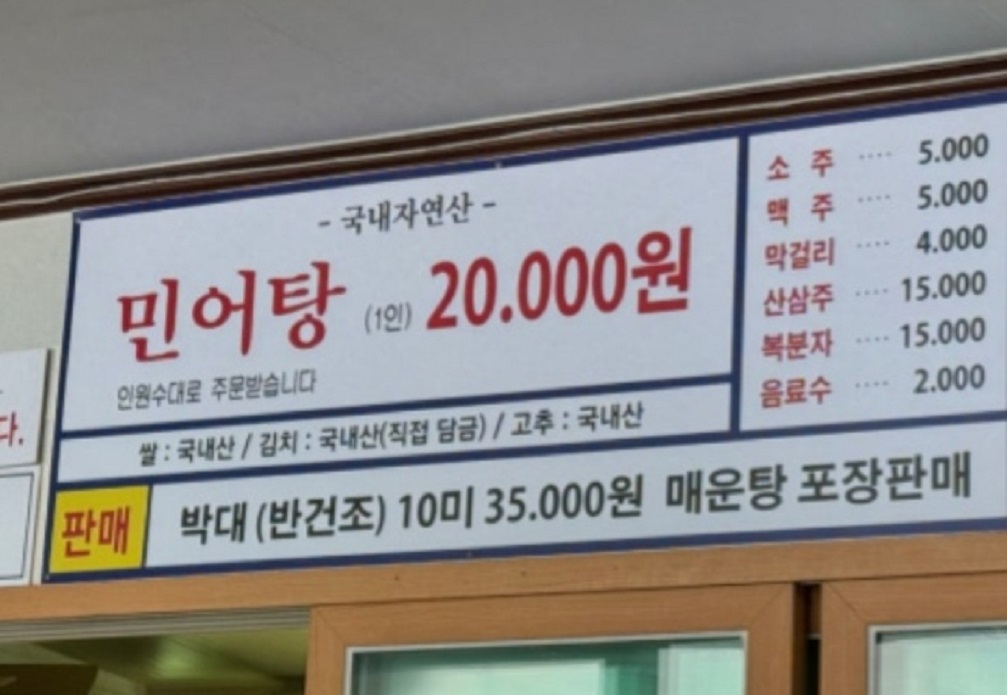 - 국내자연산 -
민어탕 (1인) 20.000원
인원수대로 주문받습니다
쌀 : 국내산 / 김치 : 국내산(직접 담금) / 고추 : 국내산
판매 박대 (반건조) 10미 35.000원 매운탕 포장판매
소 주 ···· 5.000
맥 주 ···· 5.000
막걸리 ···· 4.000
산삼주 ···· 15.000
복분자 ···· 15.000
음료수 ···· 2.000
다.